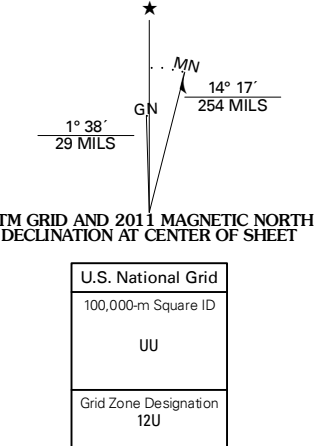 ★
MN
GN
14° 17´
254 MILS
1° 38´
29 MILS
TM GRID AND 2011 MAGNETIC NORTH
DECLINATION AT CENTER OF SHEET
U.S. National Grid
100,000-m Square ID
UU
Grid Zone Designation
12U